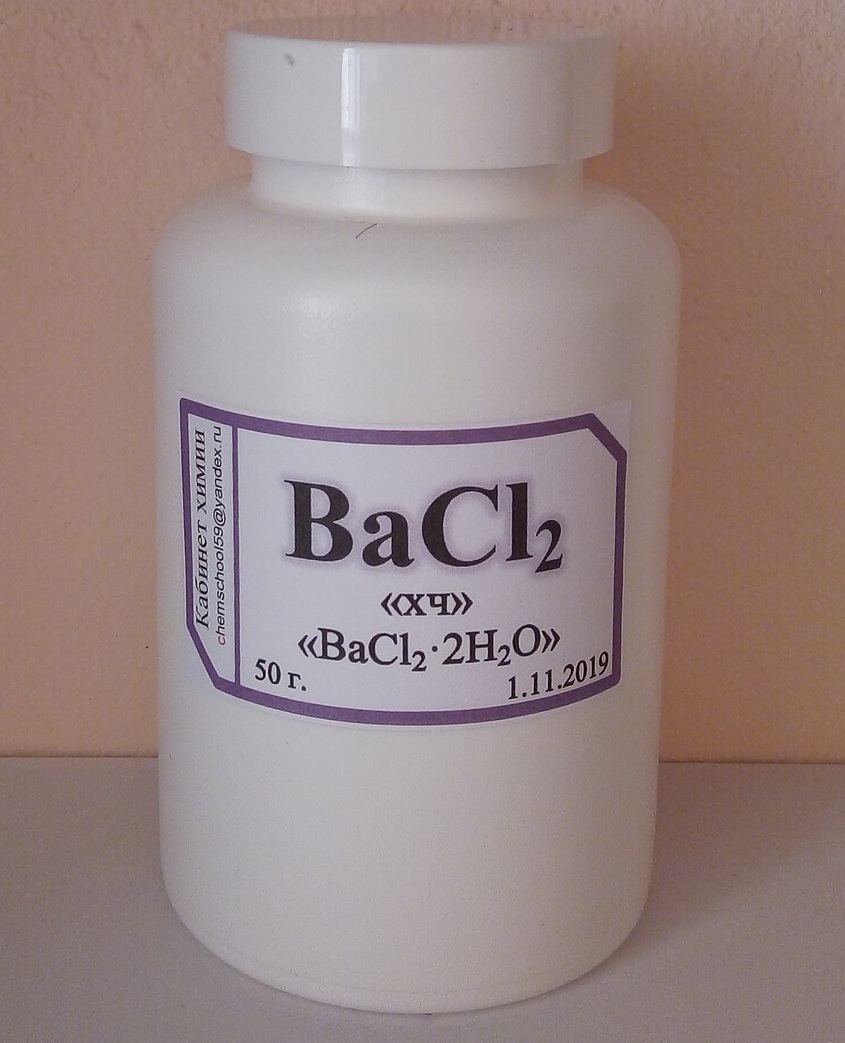 Кабинет химии
chemschool59@yandex.ru
BaCl₂
«хч»
«BaCl₂·2H₂O»
50 г.
1.11.2019